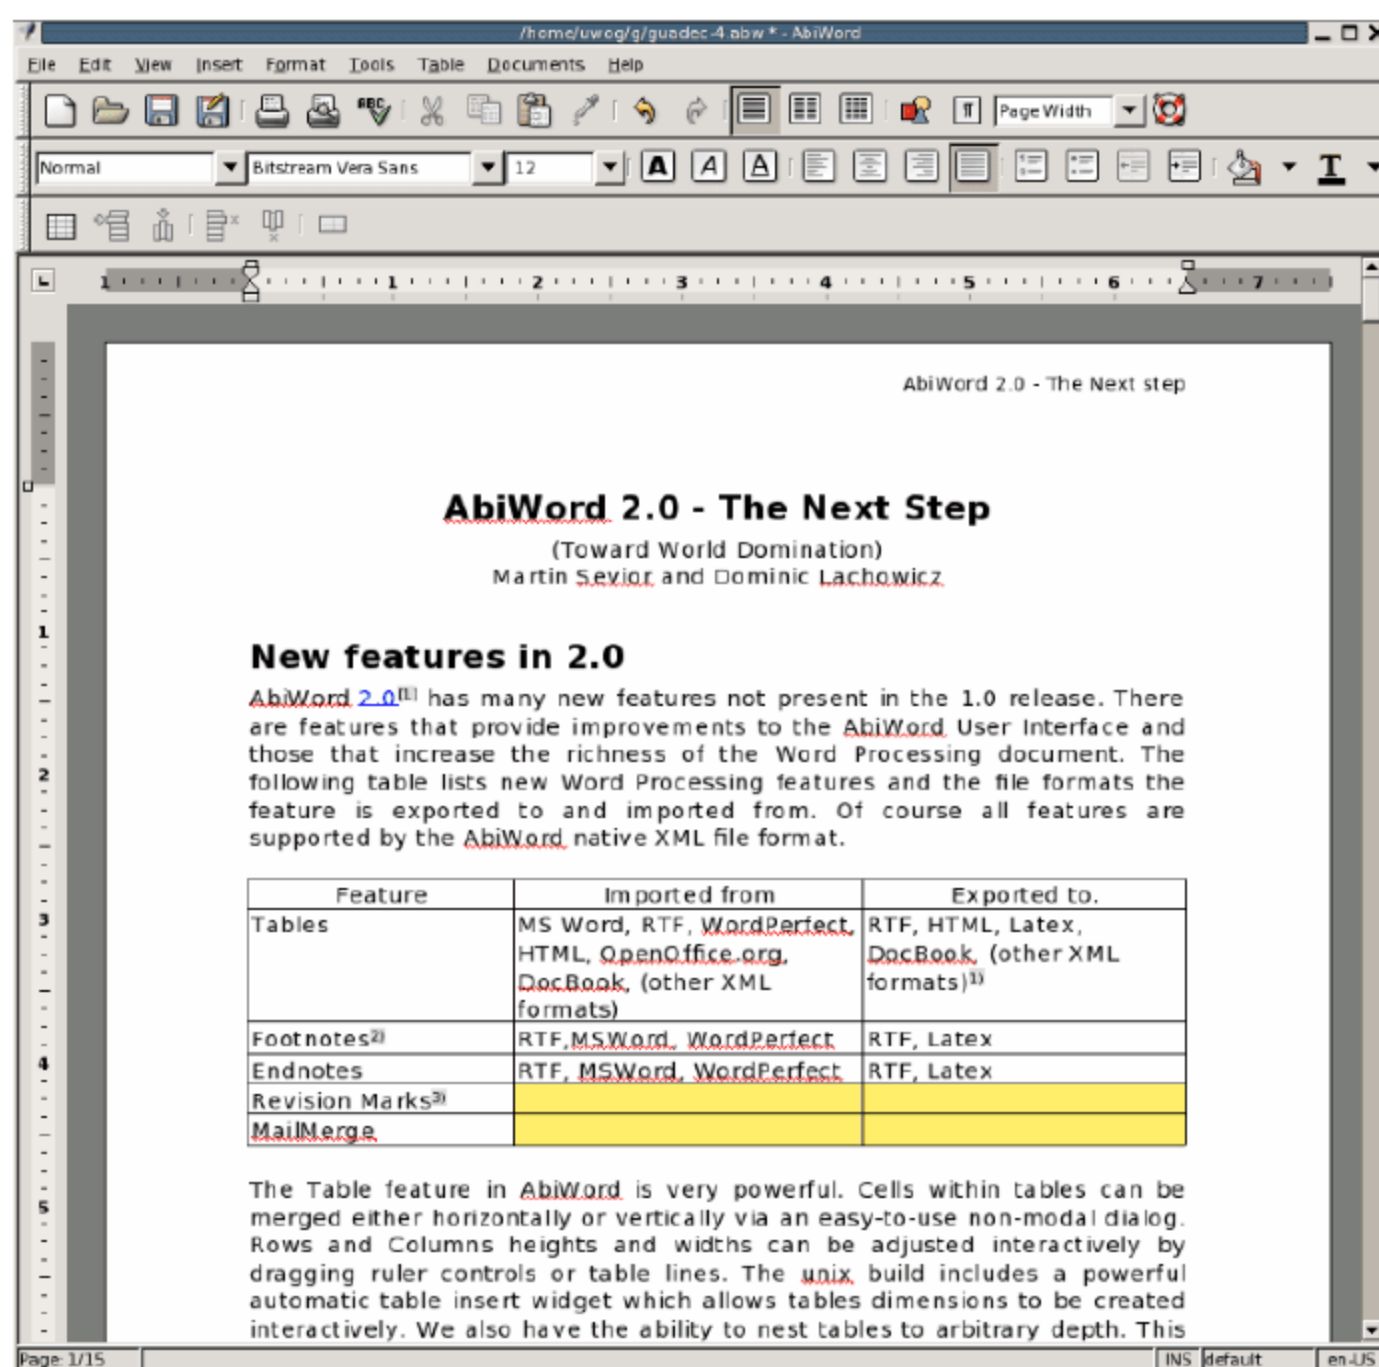 /home/uwog/g/guadec-4.abw * - AbiWord
File Edit View Insert Format Tools Table Documents Help
ABC Page Width
Normal Bitstream Vera Sans 12 A A A T
1 1 2 3 4 5 6 7
AbiWord 2.0 - The Next step
AbiWord 2.0 - The Next Step
(Toward World Domination)
Martin Sevior and Dominic Lachowicz
1
New features in 2.0
AbiWord 2.0[1] has many new features not present in the 1.0 release. There
are features that provide improvements to the AbiWord User Interface and
those that increase the richness of the Word Processing document. The
2
following table lists new Word Processing features and the file formats the
feature is exported to and imported from. Of course all features are
supported by the AbiWord native XML file format.
Feature Imported from Exported to.
3
Tables MS Word, RTF, WordPerfect, RTF, HTML, Latex,
HTML, OpenOffice.org, DocBook, (other XML
DocBook, (other XML formats)1)
formats)
Footnotes2) RTF,MSWord, WordPerfect RTF, Latex
4
Endnotes RTF, MSWord, WordPerfect RTF, Latex
Revision Marks3)
MailMerge
The Table feature in AbiWord is very powerful. Cells within tables can be
5
merged either horizontally or vertically via an easy-to-use non-modal dialog.
Rows and Columns heights and widths can be adjusted interactively by
dragging ruler controls or table lines. The unix build includes a powerful
automatic table insert widget which allows tables dimensions to be created
interactively. We also have the ability to nest tables to arbitrary depth. This
Page: 1/15 INS default en-US